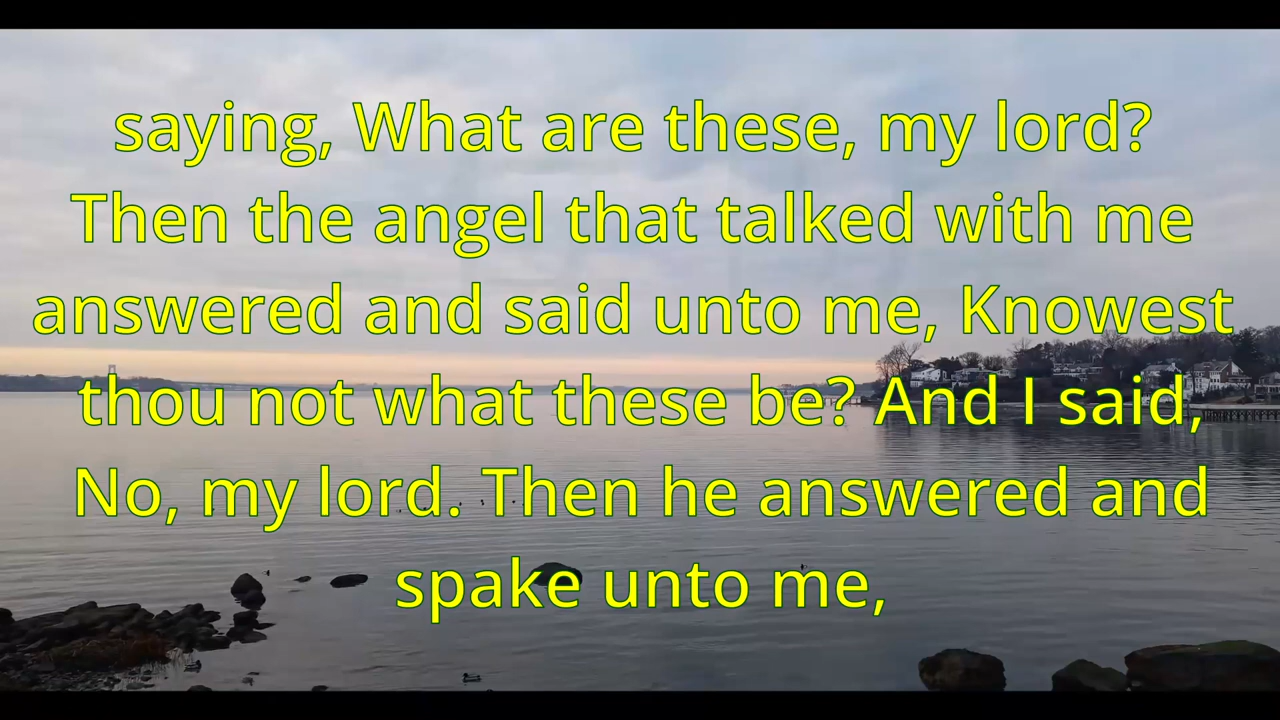 saying, What are these, my lord?
Then the angel that talked with me
answered and said unto me, Knowest
thou not what these be? And I said,
No, my lord. Then he answered and
spake unto me,